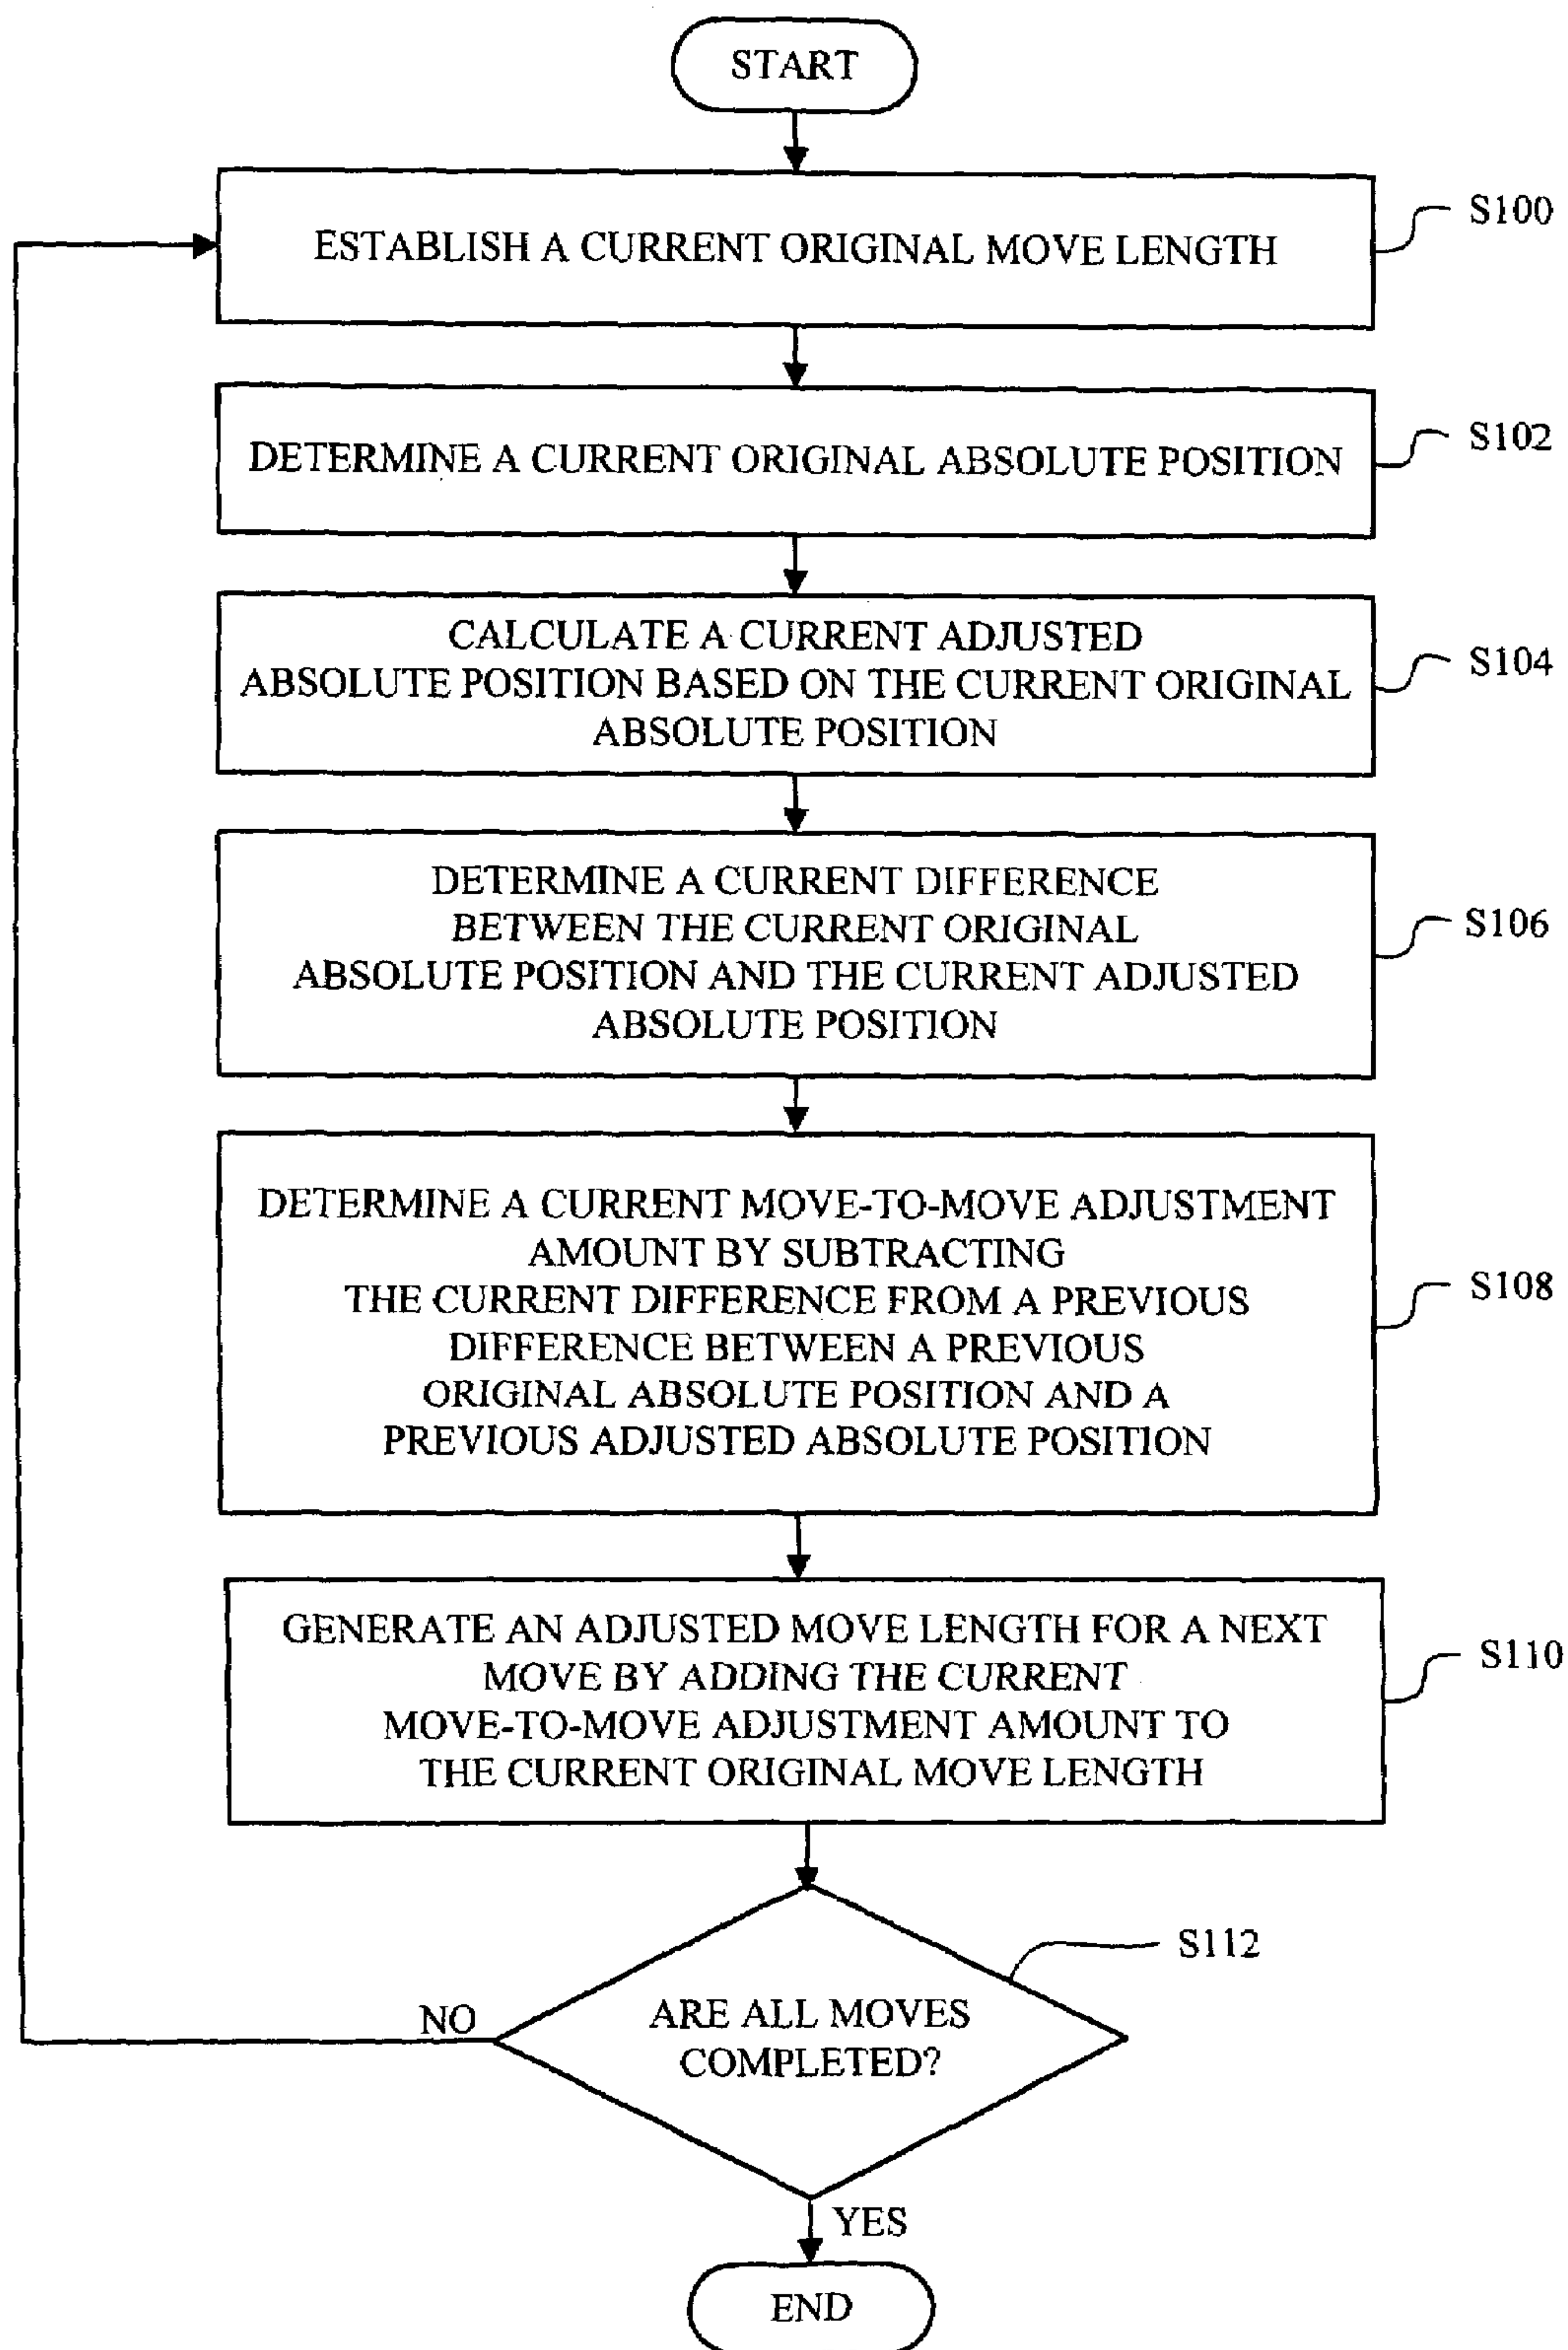 START
ESTABLISH A CURRENT ORIGINAL MOVE LENGTH
S100
DETERMINE A CURRENT ORIGINAL ABSOLUTE POSITION
S102
CALCULATE A CURRENT ADJUSTED
ABSOLUTE POSITION BASED ON THE CURRENT ORIGINAL
ABSOLUTE POSITION
S104
DETERMINE A CURRENT DIFFERENCE
BETWEEN THE CURRENT ORIGINAL
ABSOLUTE POSITION AND THE CURRENT ADJUSTED
ABSOLUTE POSITION
S106
DETERMINE A CURRENT MOVE-TO-MOVE ADJUSTMENT
AMOUNT BY SUBTRACTING
THE CURRENT DIFFERENCE FROM A PREVIOUS
DIFFERENCE BETWEEN A PREVIOUS
ORIGINAL ABSOLUTE POSITION AND A
PREVIOUS ADJUSTED ABSOLUTE POSITION
S108
GENERATE AN ADJUSTED MOVE LENGTH FOR A NEXT
MOVE BY ADDING THE CURRENT
MOVE-TO-MOVE ADJUSTMENT AMOUNT TO
THE CURRENT ORIGINAL MOVE LENGTH
S110
S112
NO
ARE ALL MOVES
COMPLETED?
YES
END